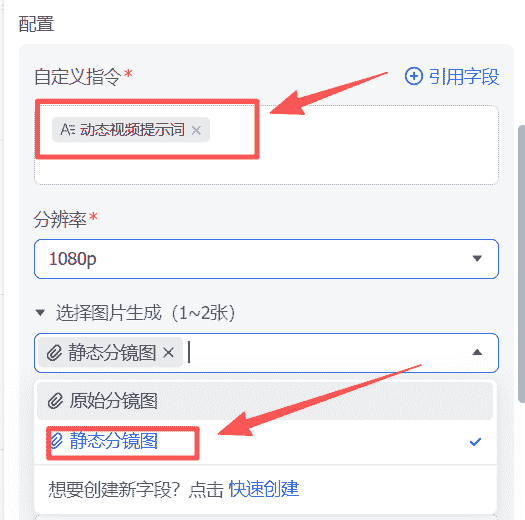 配置
自定义指令* 引用字段
动态视频提示词 ×
分辨率*
1080p
选择图片生成（1~2张）
静态分镜图 ×
原始分镜图
静态分镜图
想要创建新字段？点击 快速创建